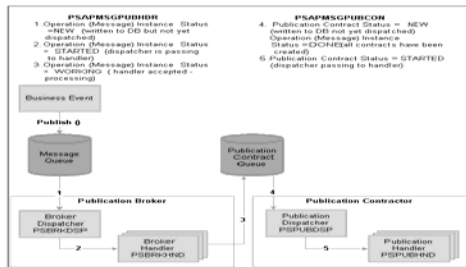 PSAPMSGPUBHDR
1 Operation (Message) Instance Status
=NEW (written to DB but not yet
dispatched)
2 Operation (Message) Instance Status
= STARTED (dispatcher is passing
to handler)
3 Operation (Message) Instance Status
= WORKING ( handler accepted -
processing)
PSAPMSGPUBCON
4. Publication Contract Status = NEW
(written to DB not yet dispatched)
Operation (Message) Instance
Status =DONE(all contracts have been
created)
5 Publication Contract Status = STARTED
(dispatcher passing to handler)
Business Event
Publish ()
Message
Queue
Publication
Contract
Queue
1
4
3
Publication Broker
Broker
Dispatcher
PSBRKDSP
2
Broker
Handler
PSBRKHND
Publication Contractor
Publication
Dispatcher
PSPUBDSP
5
Publication
Handler
PSPUBHND